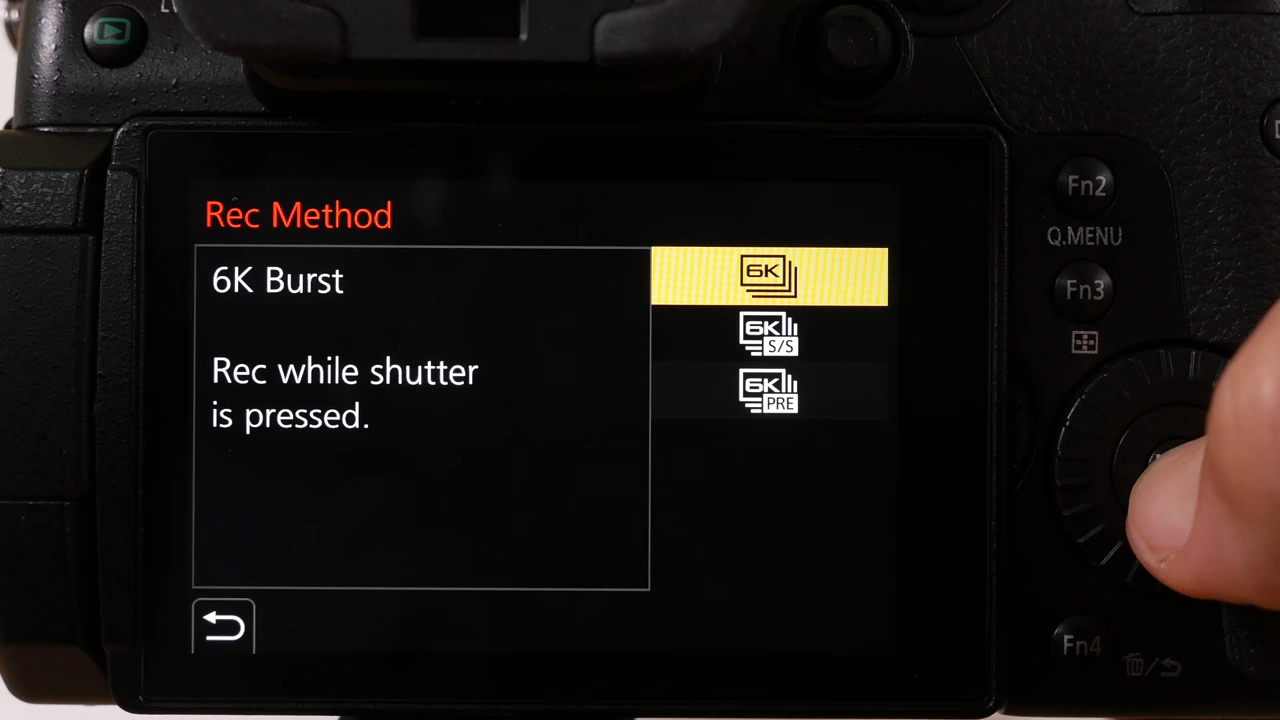 Rec Method
6K Burst
Rec while shutter
is pressed.
6K
6K
S/S
6K
PRE
Fn2
Q.MENU
Fn3
Fn4